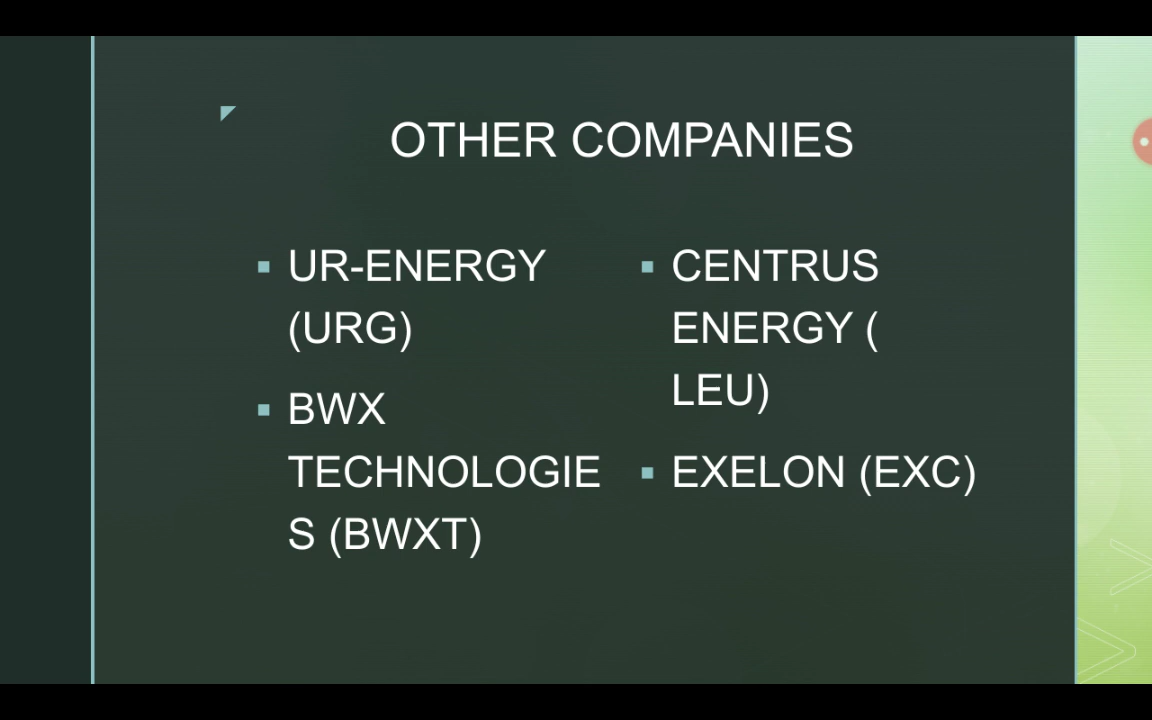 OTHER COMPANIES
UR-ENERGY
(URG)
BWX
TECHNOLOGIE
S (BWXT)
CENTRUS
ENERGY (
LEU)
EXELON (EXC)